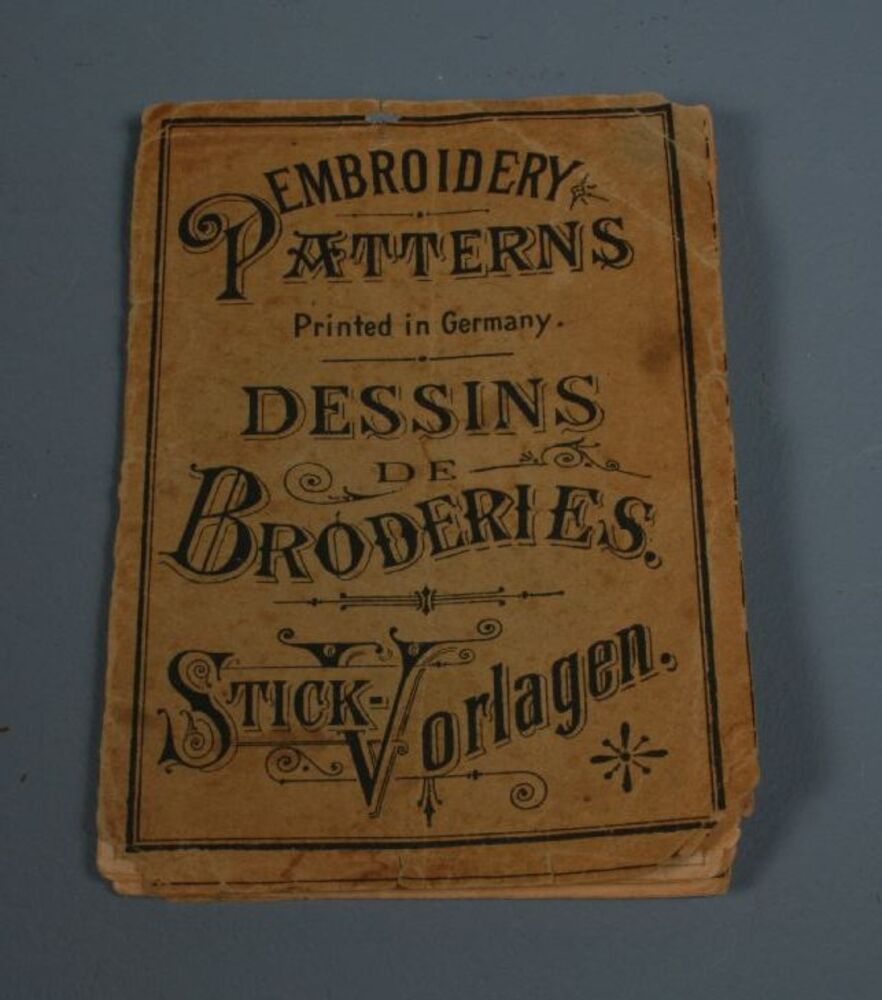 EMBROIDERY
PATTERNS
Printed in Germany.
DESSINS
DE
BRODERIES.
STICK-Vorlagen.